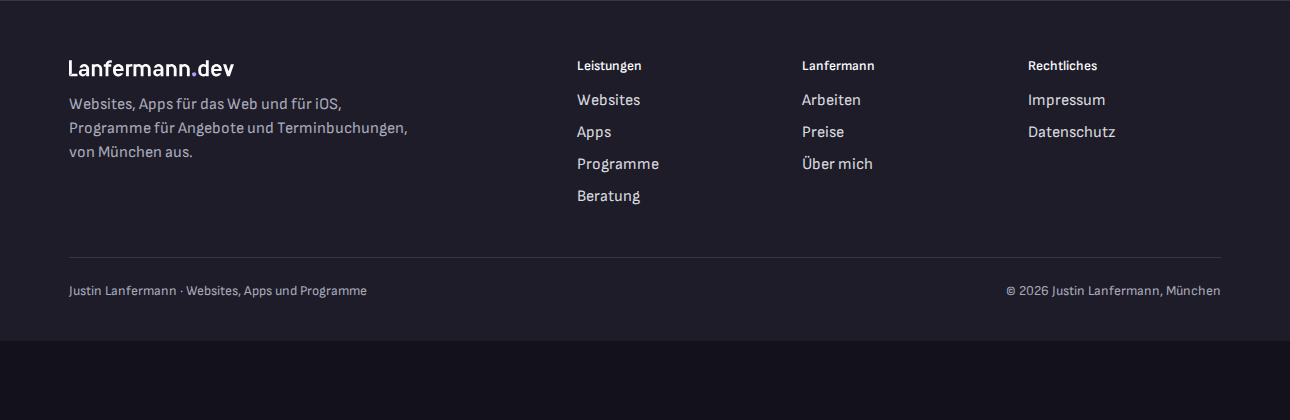 Lanfermann.dev
Websites, Apps für das Web und für iOS,
Programme für Angebote und Terminbuchungen,
von München aus.
Leistungen
Websites
Apps
Programme
Beratung
Lanfermann
Arbeiten
Preise
Über mich
Rechtliches
Impressum
Datenschutz
Justin Lanfermann · Websites, Apps und Programme
© 2026 Justin Lanfermann, München